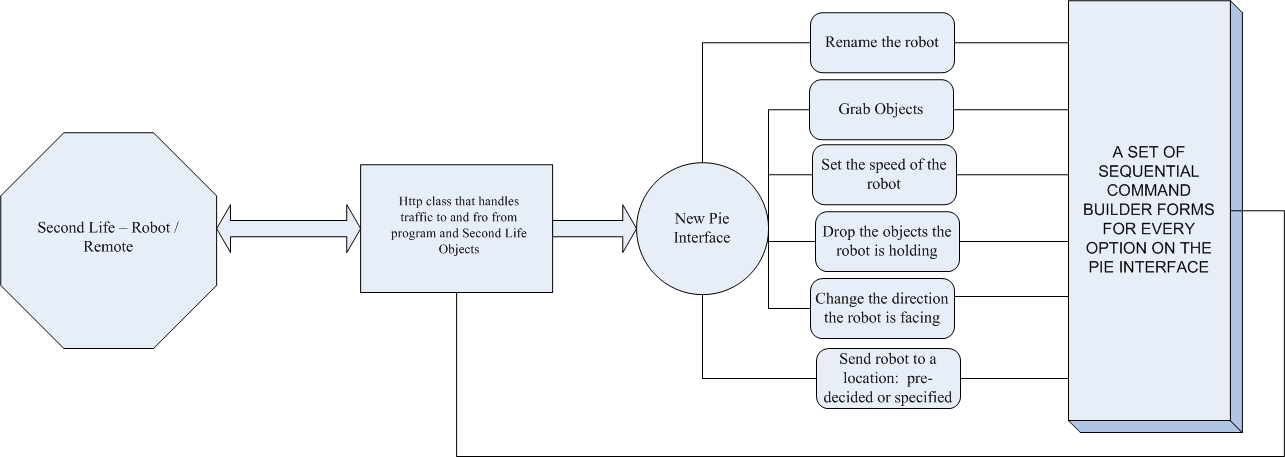 Second Life – Robot /
Remote
Http class that handles
traffic to and fro from
program and Second Life
Objects
New Pie
Interface
Rename the robot
Grab Objects
Set the speed of the
robot
Drop the objects the
robot is holding
Change the direction
the robot is facing
Send robot to a
location:  pre-
decided or specified
A SET OF
SEQUENTIAL
COMMAND
BUILDER FORMS
FOR EVERY
OPTION ON THE
PIE INTERFACE